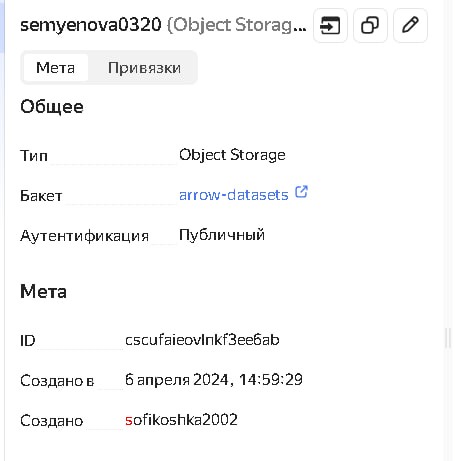 semyenova0320 (Object Storag...
Мета Привязки
Общее
Тип Object Storage
Бакет arrow-datasets
Аутентификация Публичный
Мета
ID cscufaieovlnkf3ee6ab
Создано в 6 апреля 2024, 14:59:29
Создано sofikoshka2002